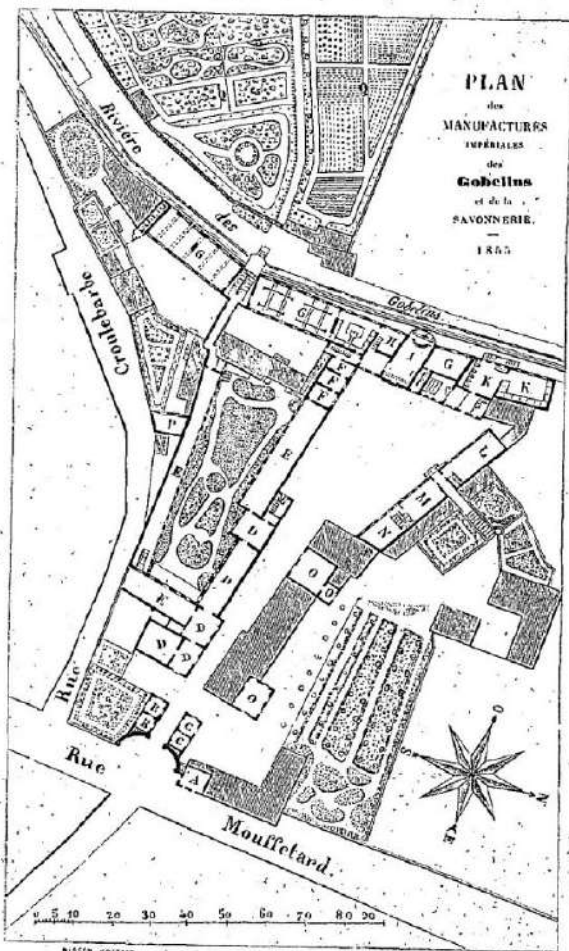 PLAN
des
MANUFACTURES
IMPÉRIALES
des
Gobelins
et de la
SAVONNERIE.
1855
Rivière
des
Gobelins
Rue
Croulebarbe
Rue
Mouffetard.
G
G
H
I
G
K
K
F
F
F
F
P
E
E
L
M
N
D
D
O
O
E
D
D
D
O
B
B
C
C
A
O
S
N
E
0 5 10 20 30 40 50 60 70 80 90